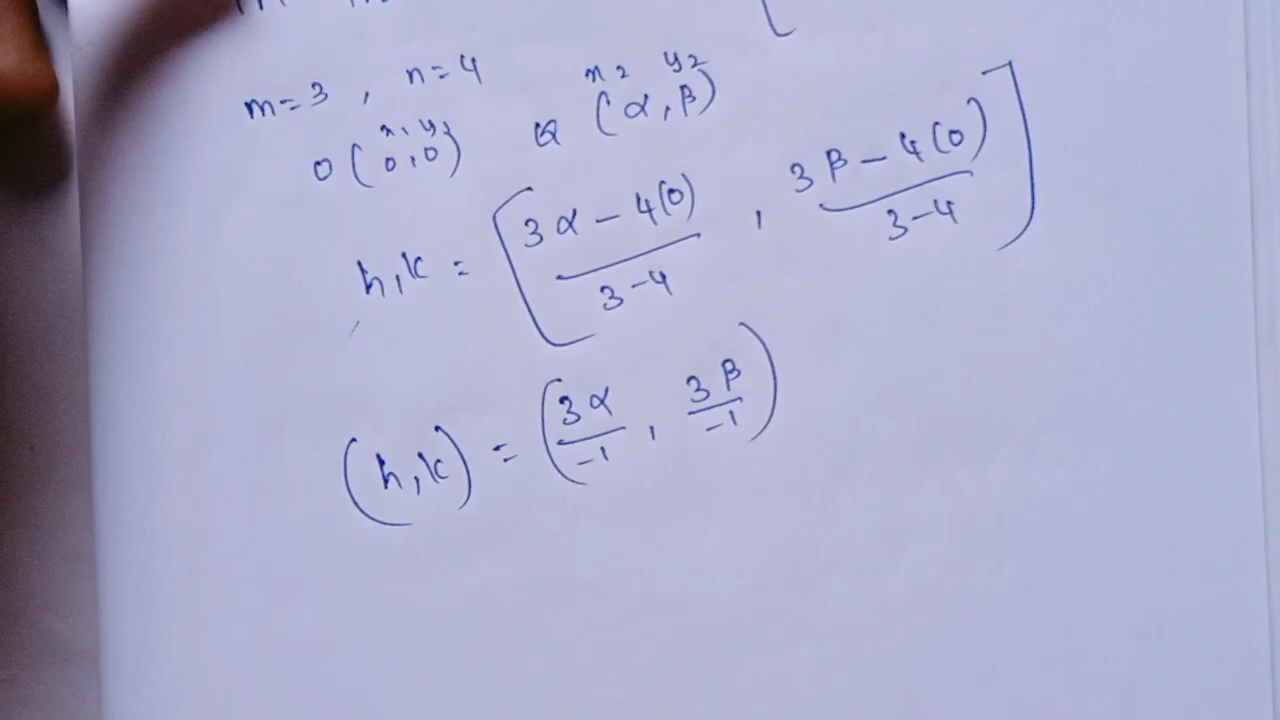 m=3 , n=4
x₁ y₁ x₂ y₂
O (0,0) Q (α, β)
h,k = [ (3α - 4(0))/(3-4) , (3β - 4(0))/(3-4) ]
(h,k) = ( 3α/-1 , 3β/-1 )